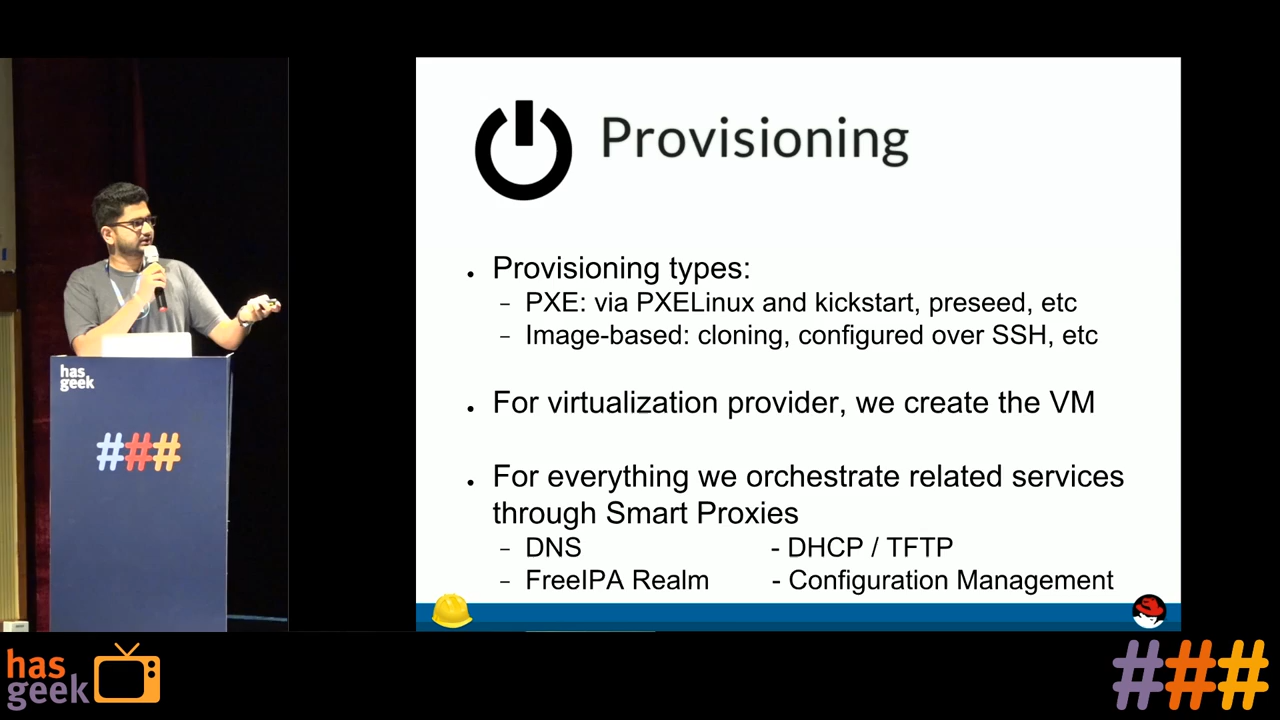 Provisioning
• Provisioning types:
– PXE: via PXELinux and kickstart, preseed, etc
– Image-based: cloning, configured over SSH, etc
• For virtualization provider, we create the VM
• For everything we orchestrate related services
through Smart Proxies
– DNS - DHCP / TFTP
– FreeIPA Realm - Configuration Management
has
geek
###
has
geek
###